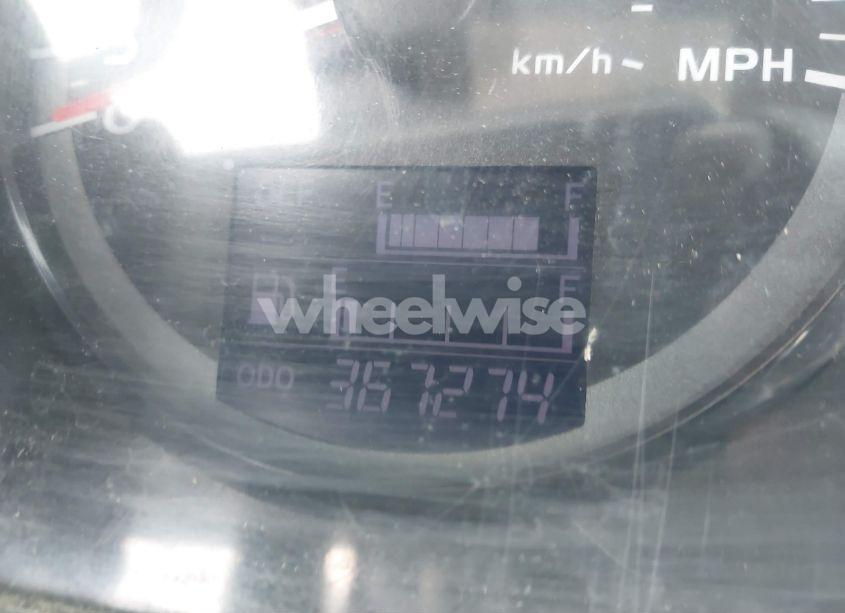 km/h MPH
E F
F
wheelwise
ODO 367274